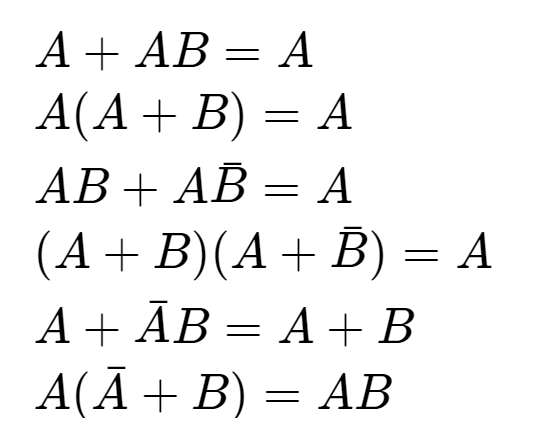 A + AB = A
A(A + B) = A
AB + AB̄ = A
(A + B)(A + B̄) = A
A + ĀB = A + B
A(Ā + B) = AB